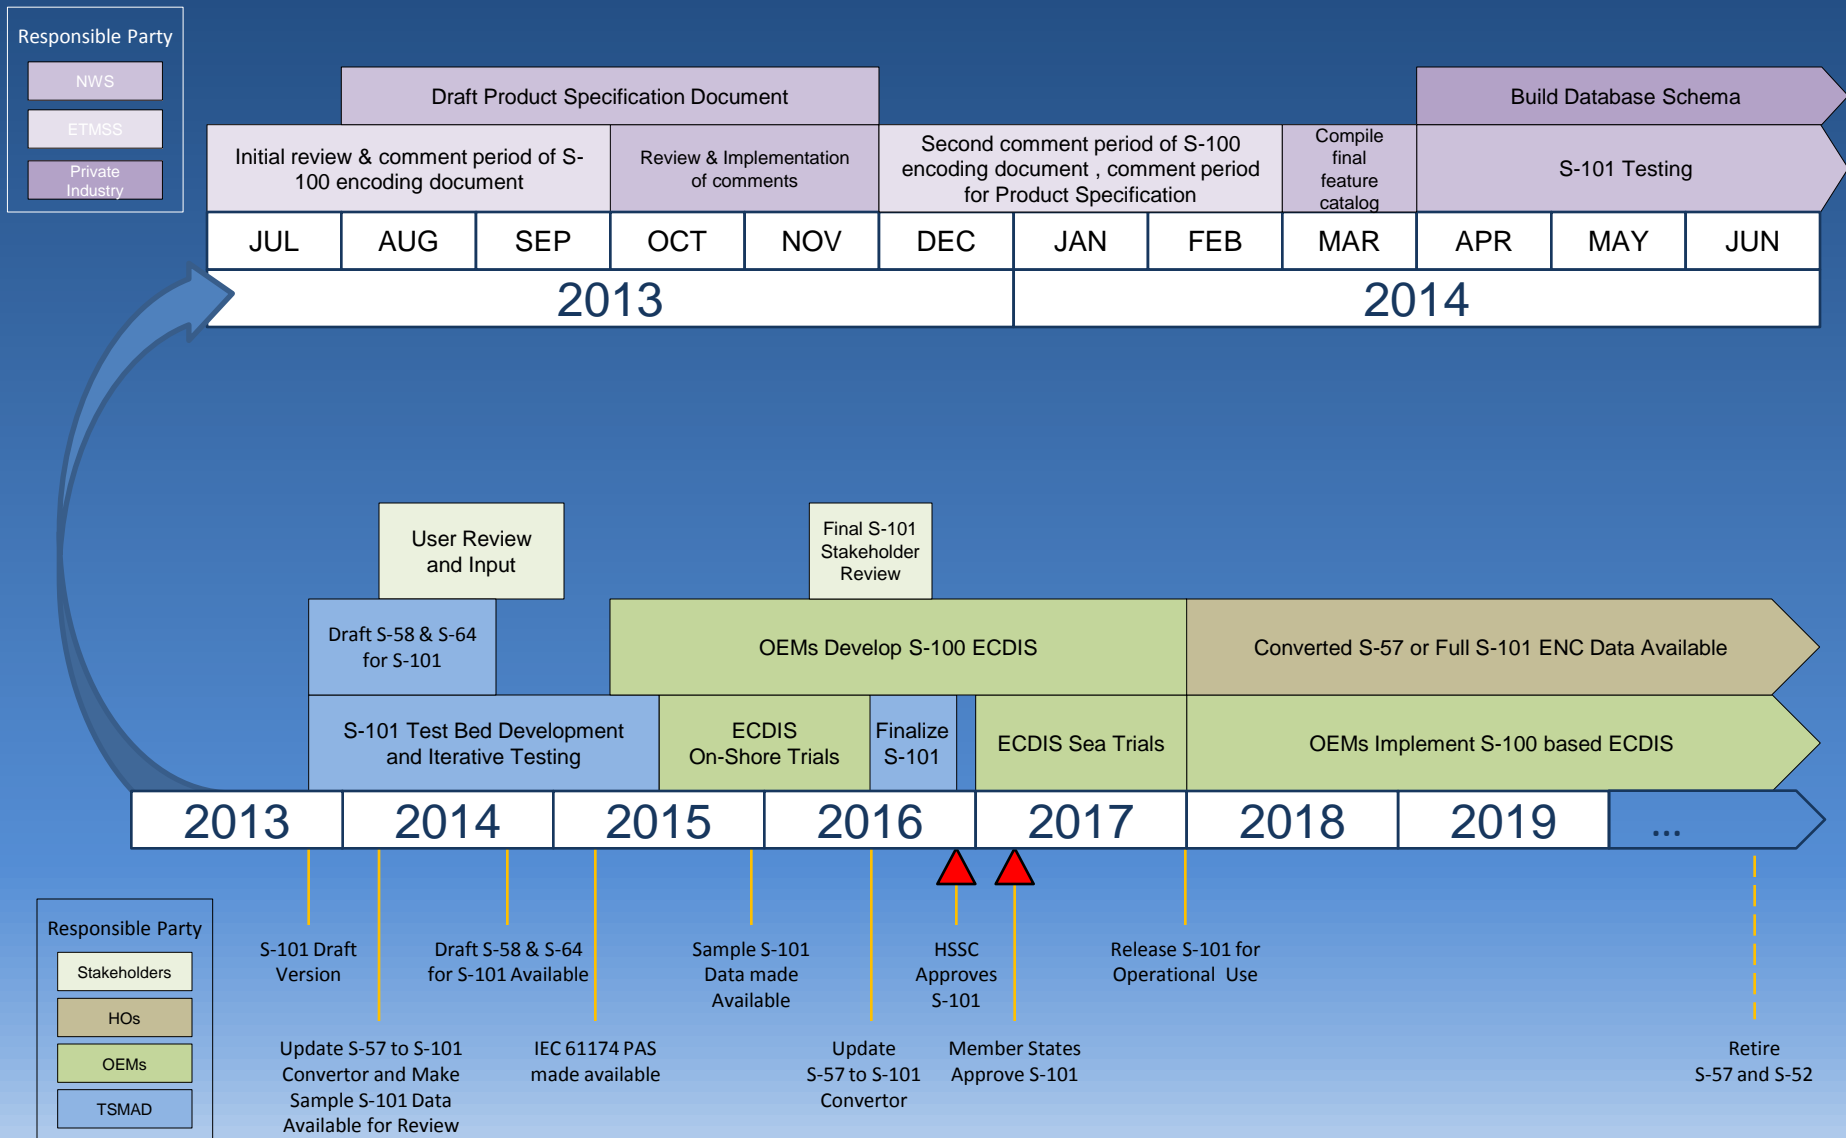 Responsible Party
NWS
ETMSS
Private
Industry
Draft Product Specification Document
Build Database Schema
Initial review & comment period of S-
100 encoding document
Review & Implementation
of comments
Second comment period of S-100
encoding document , comment period
for Product Specification
Compile
final
feature
catalog
S-101 Testing
JUL
AUG
SEP
OCT
NOV
DEC
JAN
FEB
MAR
APR
MAY
JUN
2013
2014
User Review
and Input
Final S-101
Stakeholder
Review
Draft S-58 & S-64
for S-101
OEMs Develop S-100 ECDIS
Converted S-57 or Full S-101 ENC Data Available
S-101 Test Bed Development
and Iterative Testing
ECDIS
On-Shore Trials
Finalize
S-101
ECDIS Sea Trials
OEMs Implement S-100 based ECDIS
2013
2014
2015
2016
2017
2018
2019
...
S-101 Draft
Version
Draft S-58 & S-64
for S-101 Available
Sample S-101
Data made
Available
HSSC
Approves
S-101
Release S-101 for
Operational Use
Update S-57 to S-101
Convertor and Make
Sample S-101 Data
Available for Review
IEC 61174 PAS
made available
Update
S-57 to S-101
Convertor
Member States
Approve S-101
Retire
S-57 and S-52
Responsible Party
Stakeholders
HOs
OEMs
TSMAD